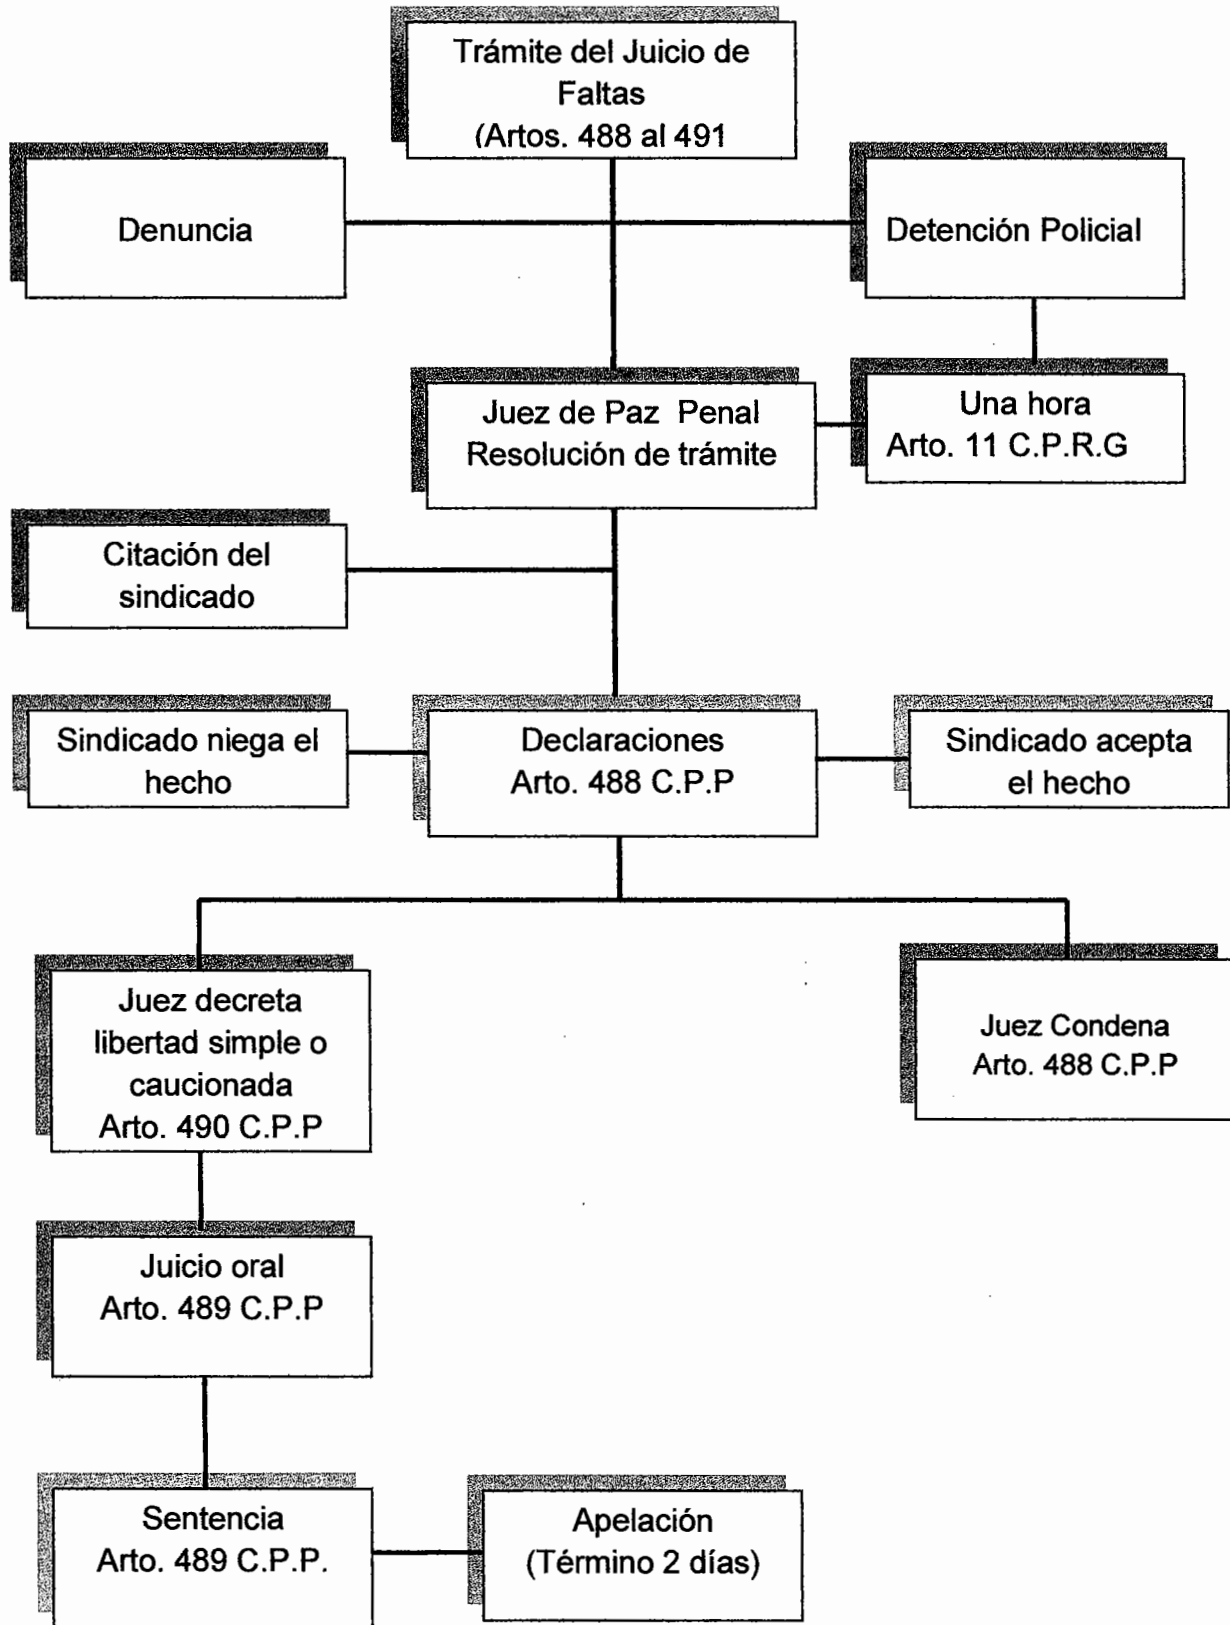 Trámite del Juicio de
Faltas
(Artos. 488 al 491
Denuncia
Detención Policial
Juez de Paz Penal
Resolución de trámite
Una hora
Arto. 11 C.P.R.G
Citación del
sindicado
Sindicado niega el
hecho
Declaraciones
Arto. 488 C.P.P
Sindicado acepta
el hecho
Juez decreta
libertad simple o
caucionada
Arto. 490 C.P.P
Juez Condena
Arto. 488 C.P.P
Juicio oral
Arto. 489 C.P.P
Sentencia
Arto. 489 C.P.P.
Apelación
(Término 2 días)